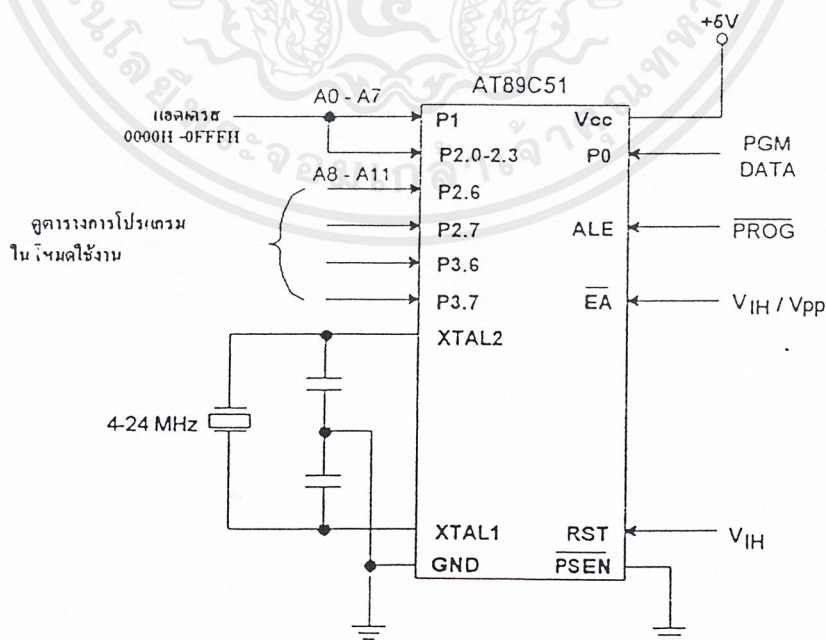 +5V
AT89C51
A0 - A7
แอดเดรส
0000H -0FFFH
P1
Vcc
P2.0-2.3
P0
PGM
DATA
A8 - A11
P2.6
ดูตารางการโปรแกรม
ในโหมดใช้งาน
P2.7
ALE
PROG
P3.6
P3.7
EA
VIH / Vpp
XTAL2
4-24 MHz
XTAL1
RST
VIH
GND
PSEN